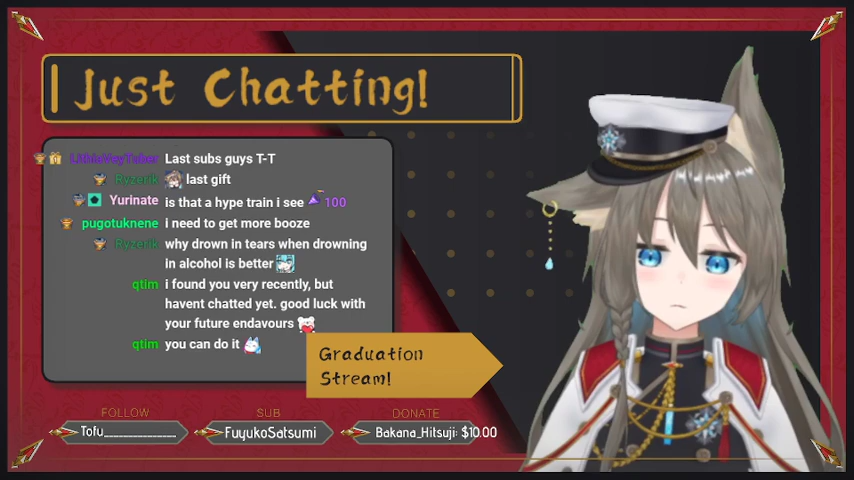 Just Chatting!
LithiaVeyTuber Last subs guys T-T
Ryzerik last gift
Yurinate is that a hype train i see 100
pugotuknene I need to get more booze
Ryzerik why drown in tears when drowning
in alcohol is better
qtim i found you very recently, but
havent chatted yet. good luck with
your future endavours
qtim you can do it
Graduation
Stream!
FOLLOW SUB DONATE
Tofu_____________ FuyukoSatsumi Bakana_Hitsuji: $10.00